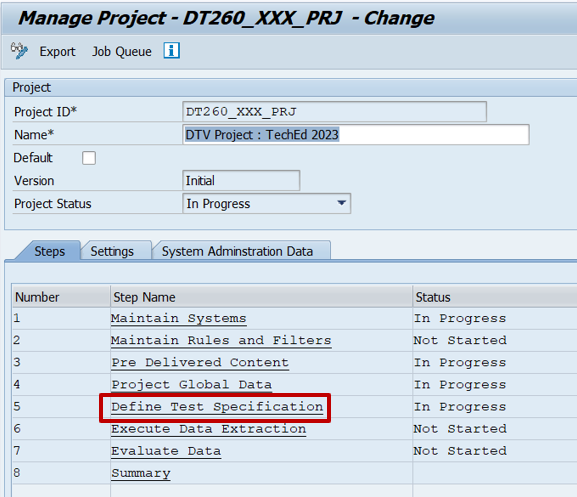 Manage Project - DT260_XXX_PRJ - Change
Export Job Queue
Project
Project ID* DT260_XXX_PRJ
Name* DTV Project : TechEd 2023
Default
Version Initial
Project Status In Progress
Steps Settings System Adminstration Data
Number Step Name Status
1 Maintain Systems In Progress
2 Maintain Rules and Filters Not Started
3 Pre Delivered Content In Progress
4 Project Global Data In Progress
5 Define Test Specification In Progress
6 Execute Data Extraction Not Started
7 Evaluate Data Not Started
8 Summary